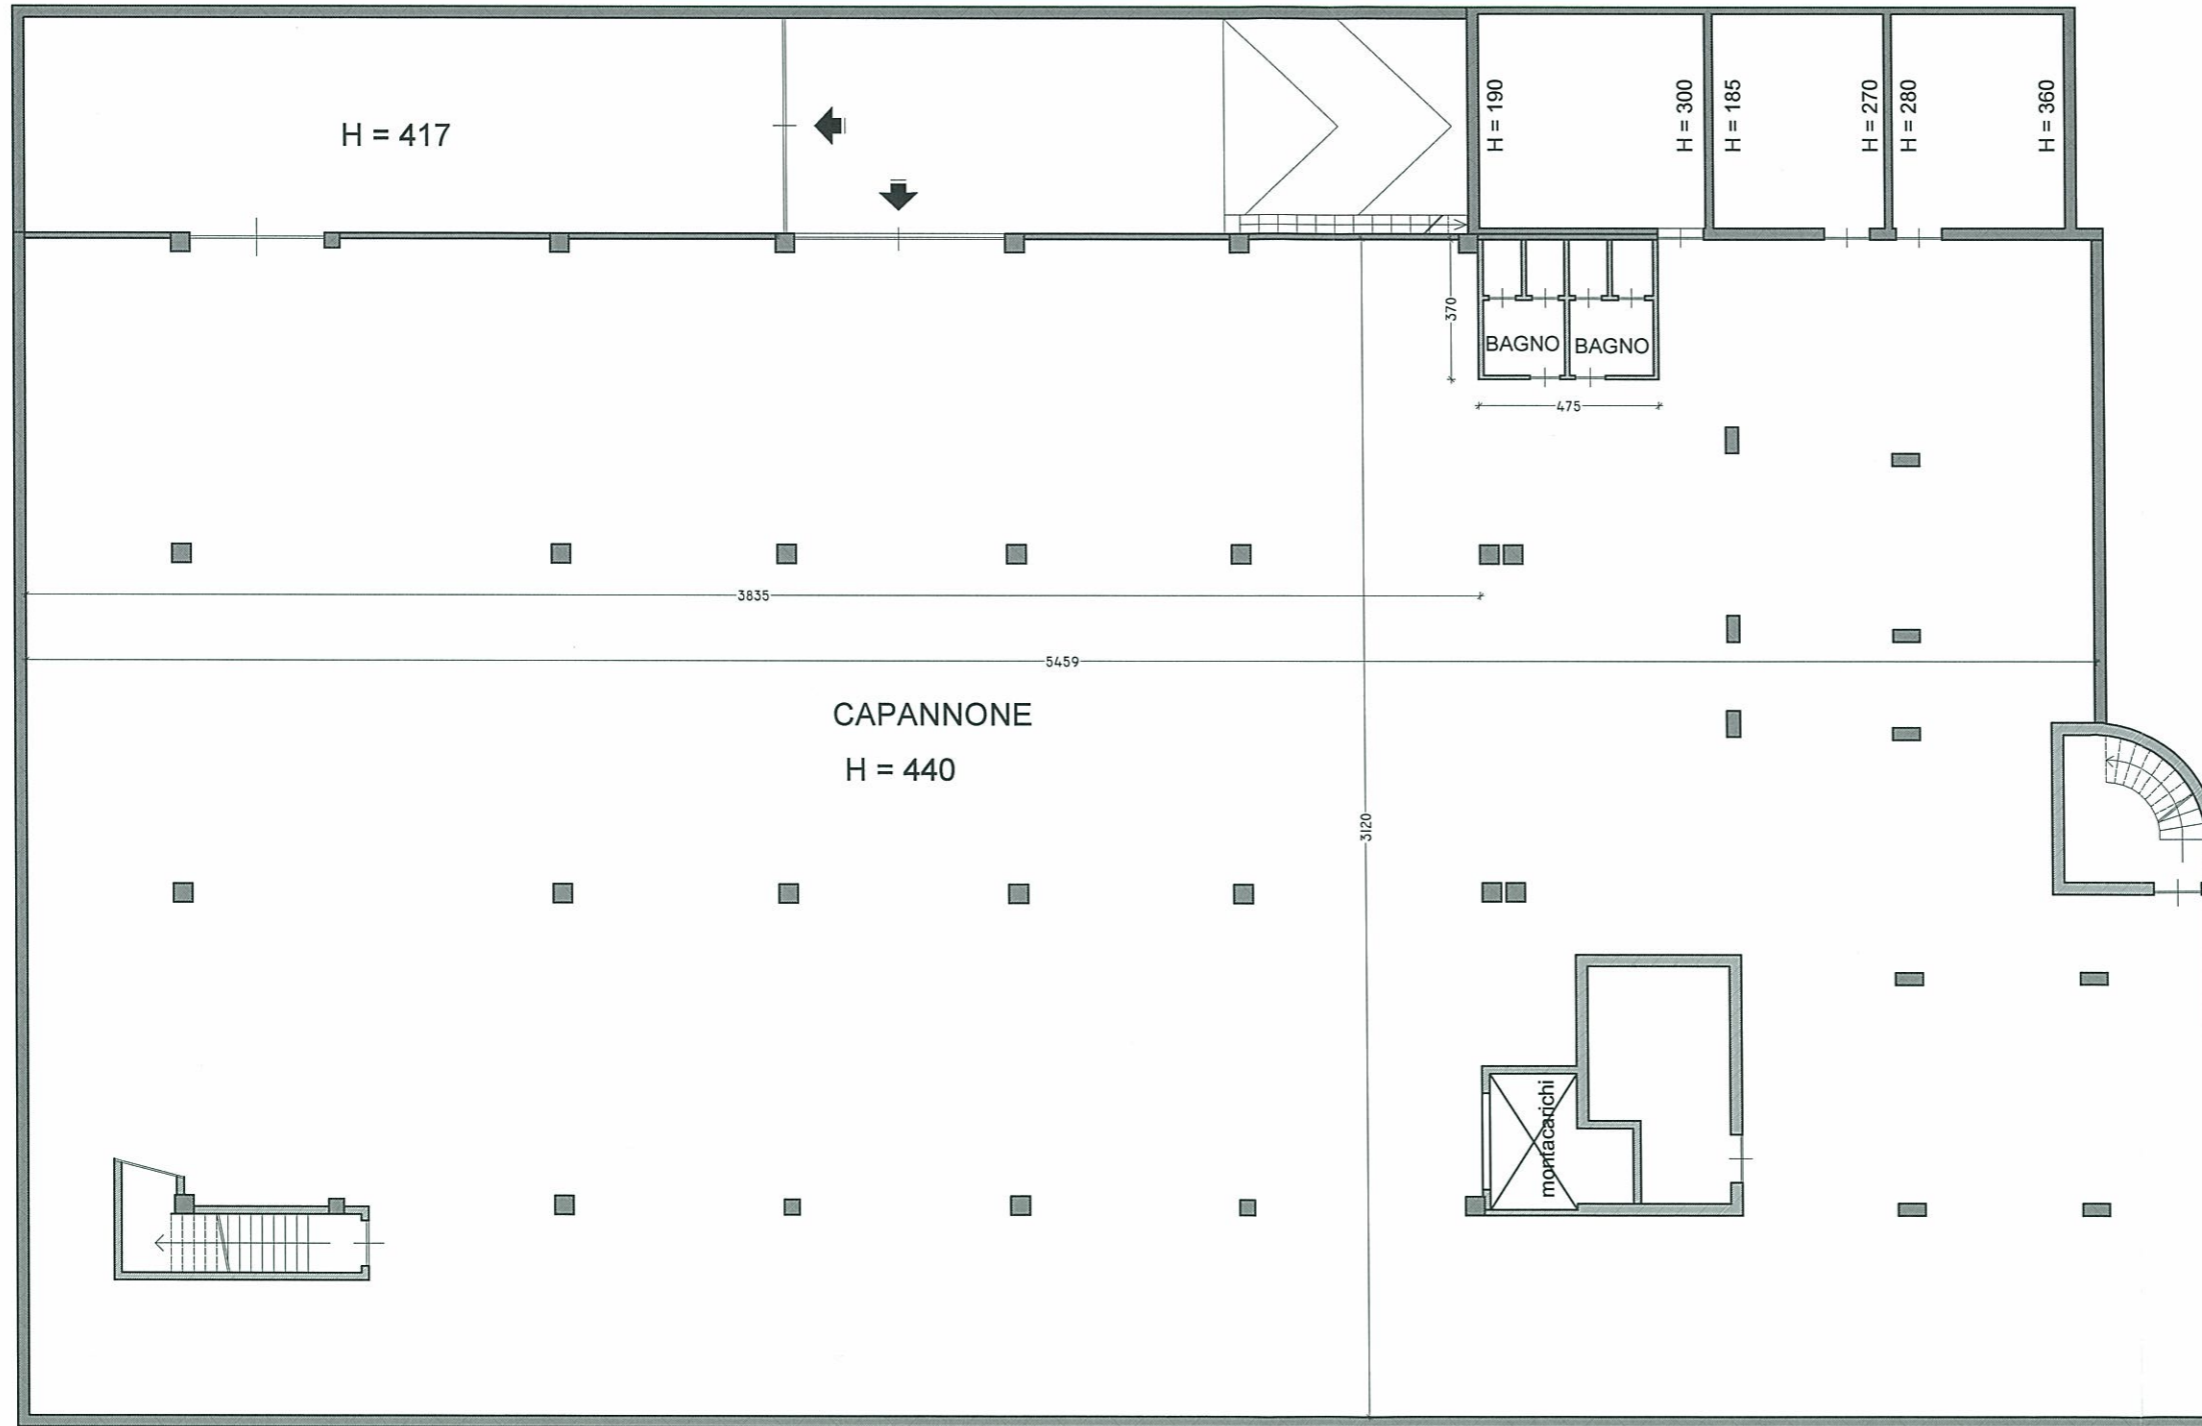 H = 417
H = 190
H = 300
H = 185
H = 270
H = 280
H = 360
370
BAGNO
BAGNO
475
3835
5459
CAPANNONE
H = 440
3120
montacarichi